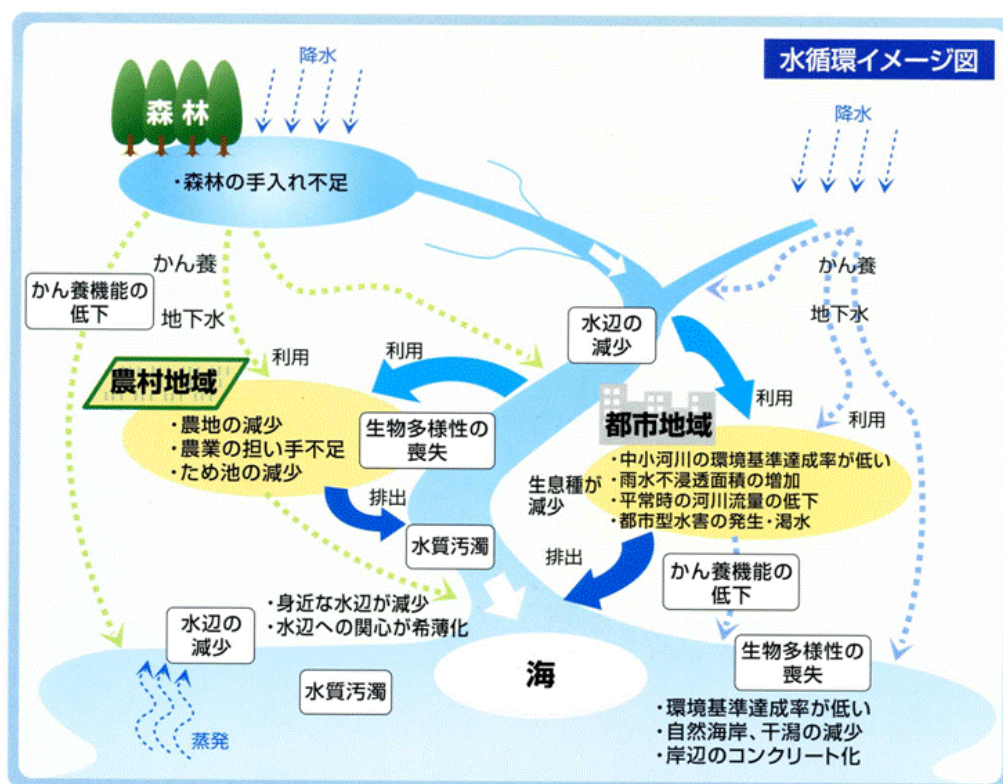 水循環イメージ図
降水
森林
・森林の手入れ不足
降水
かん養
かん養機能の
低下
地下水
かん養
地下水
水辺の
減少
利用
利用
農村地域
・農地の減少
・農業の担い手不足
・ため池の減少
生物多様性の
喪失
排出
水質汚濁
利用
利用
都市地域
・中小河川の環境基準達成率が低い
・雨水不浸透面積の増加
・平常時の河川流量の低下
・都市型水害の発生・渇水
生息種が
減少
排出
かん養機能の
低下
・身近な水辺が減少
・水辺への関心が希薄化
水辺の
減少
水質汚濁
蒸発
海
生物多様性の
喪失
・環境基準達成率が低い
・自然海岸、干潟の減少
・岸辺のコンクリート化